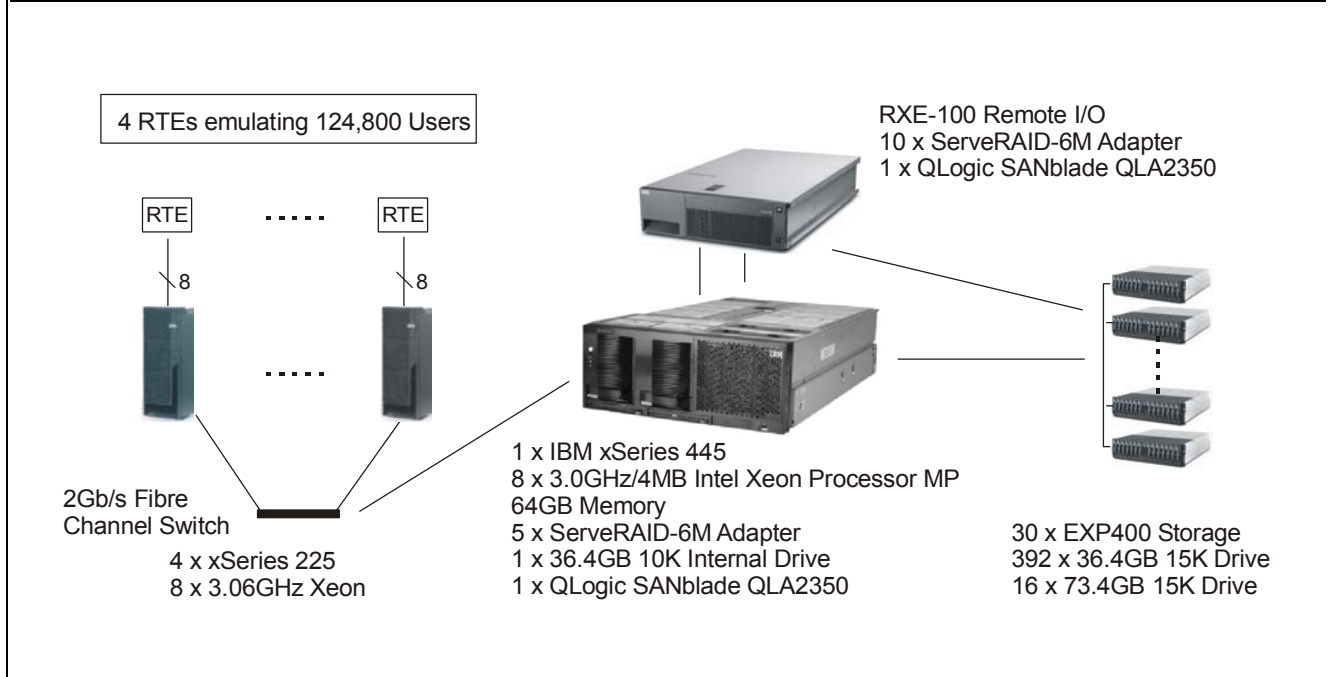 4 RTEs emulating 124,800 Users
RTE
RTE
8
8
2Gb/s Fibre
Channel Switch
4 x xSeries 225
8 x 3.06GHz Xeon
RXE-100 Remote I/O
10 x ServeRAID-6M Adapter
1 x QLogic SANblade QLA2350
IBM
1 x IBM xSeries 445
8 x 3.0GHz/4MB Intel Xeon Processor MP
64GB Memory
5 x ServeRAID-6M Adapter
1 x 36.4GB 10K Internal Drive
1 x QLogic SANblade QLA2350
30 x EXP400 Storage
392 x 36.4GB 15K Drive
16 x 73.4GB 15K Drive